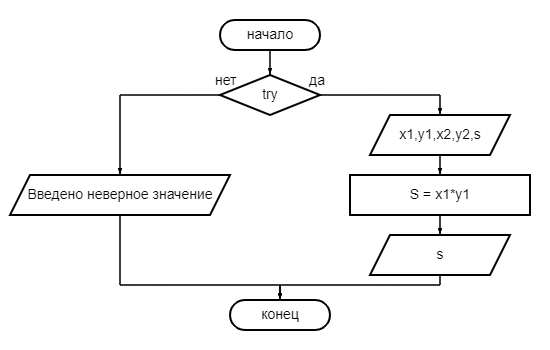 начало
нет
да
try
x1,y1,x2,y2,s
Введено неверное значение
S = x1*y1
s
конец